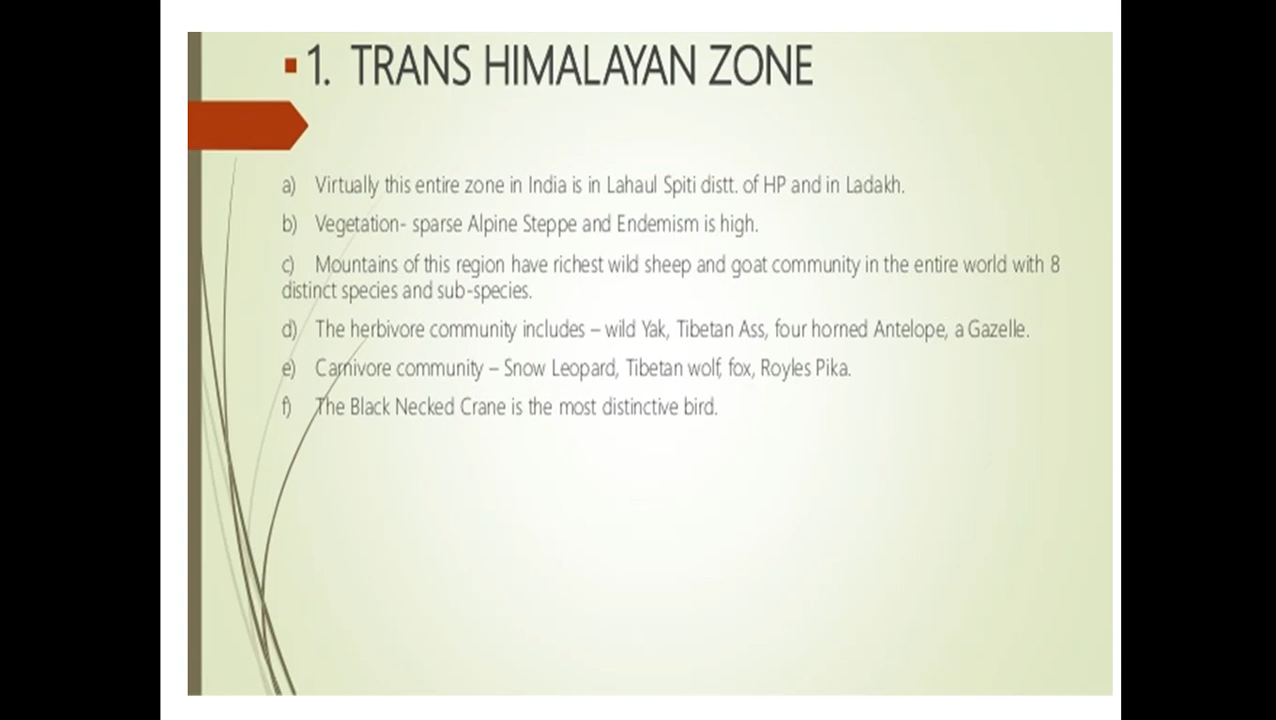 1. TRANS HIMALAYAN ZONE
a) Virtually this entire zone in India is in Lahaul Spiti distt. of HP and in Ladakh.
b) Vegetation- sparse Alpine Steppe and Endemism is high.
c) Mountains of this region have richest wild sheep and goat community in the entire world with 8
distinct species and sub-species.
d) The herbivore community includes – wild Yak, Tibetan Ass, four horned Antelope, a Gazelle.
e) Carnivore community – Snow Leopard, Tibetan wolf, fox, Royles Pika.
f) The Black Necked Crane is the most distinctive bird.